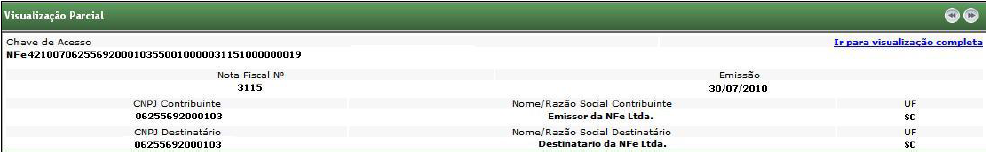 Visualização Parcial
Chave de Acesso
Ir para visualização completa
NFe42100706255692000103550010000031151000000019
Nota Fiscal Nº Emissão
3115 30/07/2010
CNPJ Contribuinte Nome/Razão Social Contribuinte UF
06255692000103 Emissor da NFe Ltda. SC
CNPJ Destinatário Nome/Razão Social Destinatário UF
06255692000103 Destinatario da NFe Ltda. SC